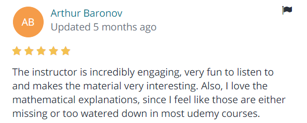 AB
Arthur Baronov
Updated 5 months ago
The instructor is incredibly engaging, very fun to listen to
and makes the material very interesting. Also, I love the
mathematical explanations, since I feel like those are either
missing or too watered down in most udemy courses.